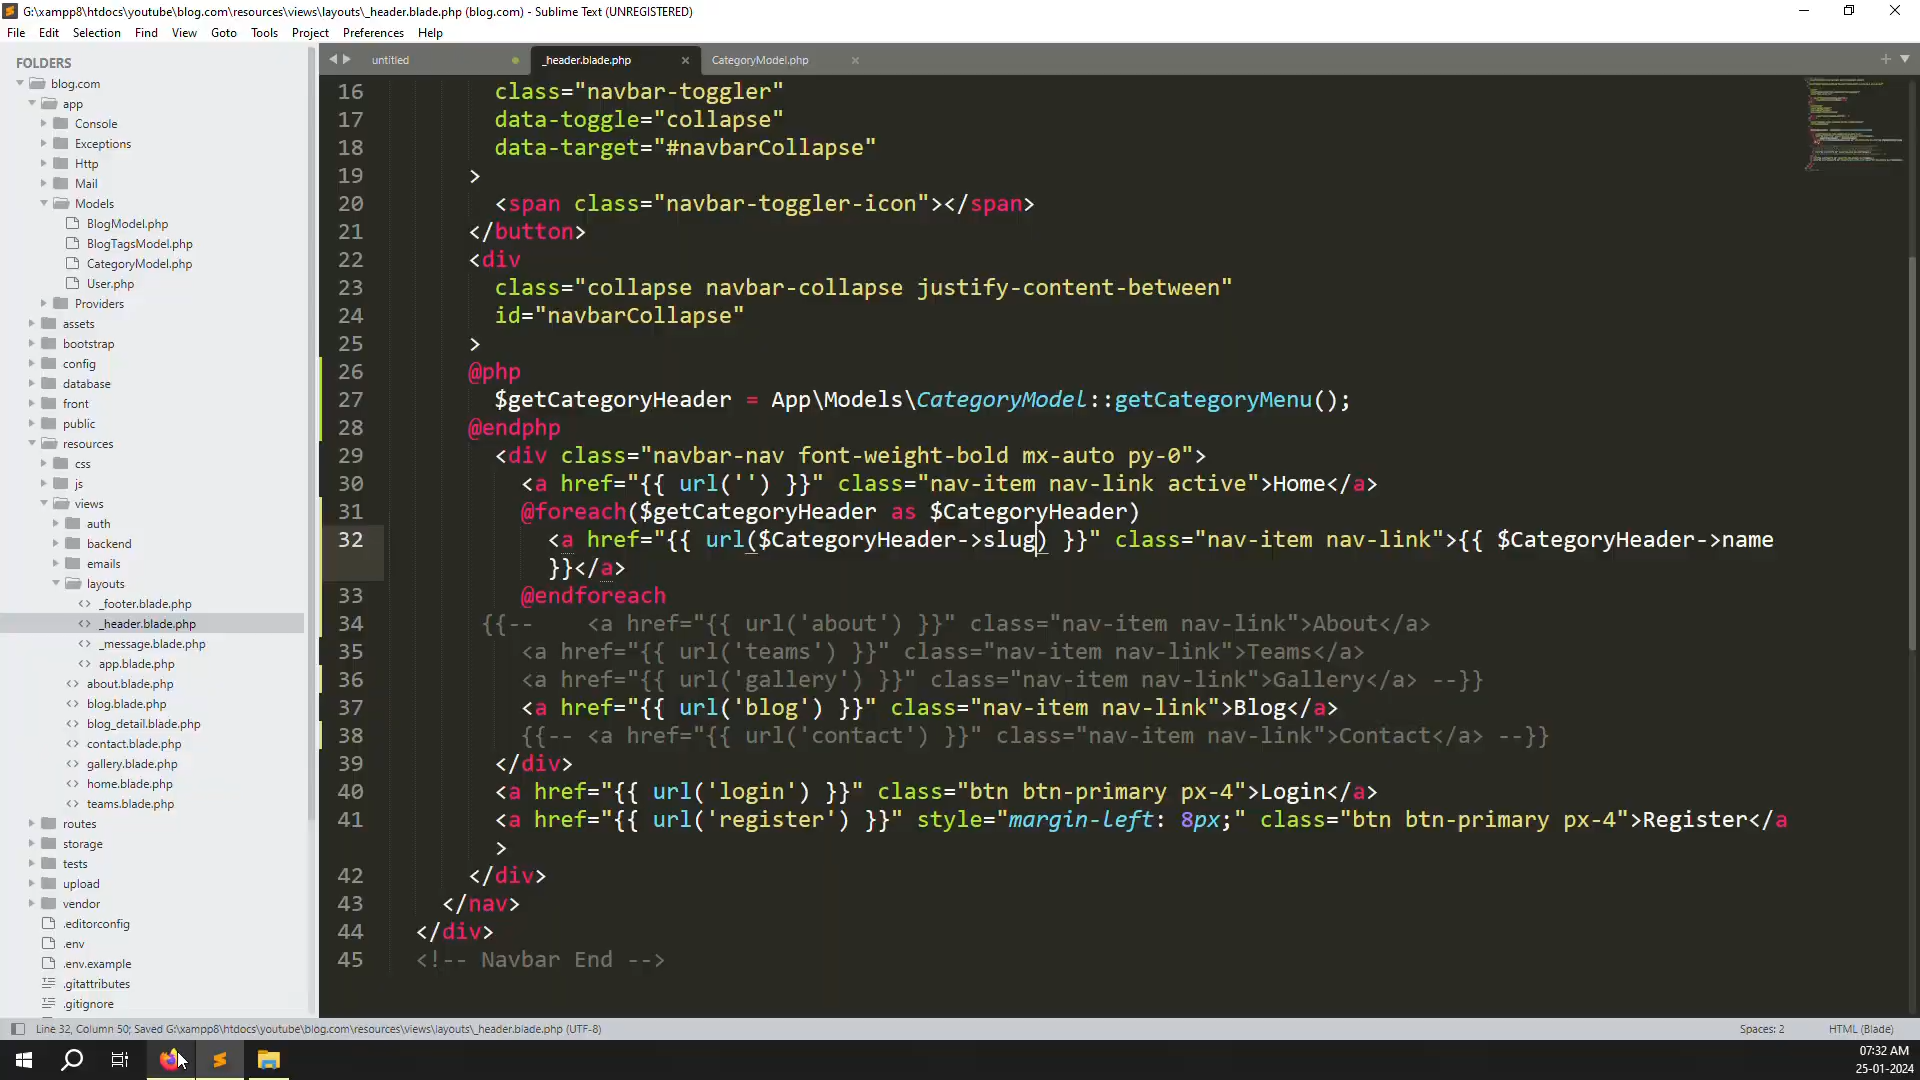 G:\xampp8\htdocs\youtube\blog.com\resources\views\layouts\_header.blade.php (blog.com) - Sublime Text (UNREGISTERED)
File Edit Selection Find View Goto Tools Project Preferences Help
FOLDERS
blog.com
app
Console
Exceptions
Http
Mail
Models
BlogModel.php
BlogTagsModel.php
CategoryModel.php
User.php
Providers
assets
bootstrap
config
database
front
public
resources
css
js
views
auth
backend
emails
layouts
_footer.blade.php
_header.blade.php
_message.blade.php
app.blade.php
about.blade.php
blog.blade.php
blog_detail.blade.php
contact.blade.php
gallery.blade.php
home.blade.php
teams.blade.php
routes
storage
tests
upload
vendor
.editorconfig
.env
.env.example
.gitattributes
.gitignore
untitled _header.blade.php CategoryModel.php
16 class="navbar-toggler"
17 data-toggle="collapse"
18 data-target="#navbarCollapse"
19 >
20 <span class="navbar-toggler-icon"></span>
21 </button>
22 <div
23 class="collapse navbar-collapse justify-content-between"
24 id="navbarCollapse"
25 >
26 @php
27 $getCategoryHeader = App\Models\CategoryModel::getCategoryMenu();
28 @endphp
29 <div class="navbar-nav font-weight-bold mx-auto py-0">
30 <a href="{{ url('') }}" class="nav-item nav-link active">Home</a>
31 @foreach($getCategoryHeader as $CategoryHeader)
32 <a href="{{ url($CategoryHeader->slug) }}" class="nav-item nav-link">{{ $CategoryHeader->name
}}</a>
33 @endforeach
34 {{-- <a href="{{ url('about') }}" class="nav-item nav-link">About</a>
35 <a href="{{ url('teams') }}" class="nav-item nav-link">Teams</a>
36 <a href="{{ url('gallery') }}" class="nav-item nav-link">Gallery</a> --}}
37 <a href="{{ url('blog') }}" class="nav-item nav-link">Blog</a>
38 {{-- <a href="{{ url('contact') }}" class="nav-item nav-link">Contact</a> --}}
39 </div>
40 <a href="{{ url('login') }}" class="btn btn-primary px-4">Login</a>
41 <a href="{{ url('register') }}" style="margin-left: 8px;" class="btn btn-primary px-4">Register</a
>
42 </div>
43 </nav>
44 </div>
45 <!-- Navbar End -->
Line 32, Column 50; Saved G:\xampp8\htdocs\youtube\blog.com\resources\views\layouts\_header.blade.php (UTF-8) Spaces: 2 HTML (Blade)
07:32 AM
25-01-2024